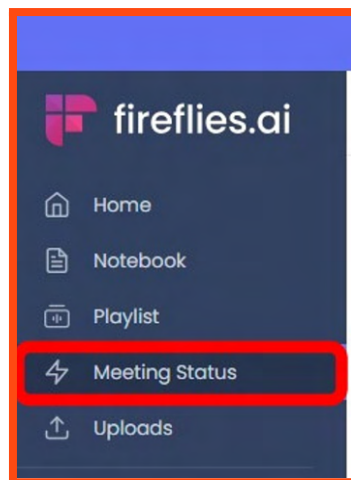 fireflies.ai
Home
Notebook
Playlist
Meeting Status
Uploads